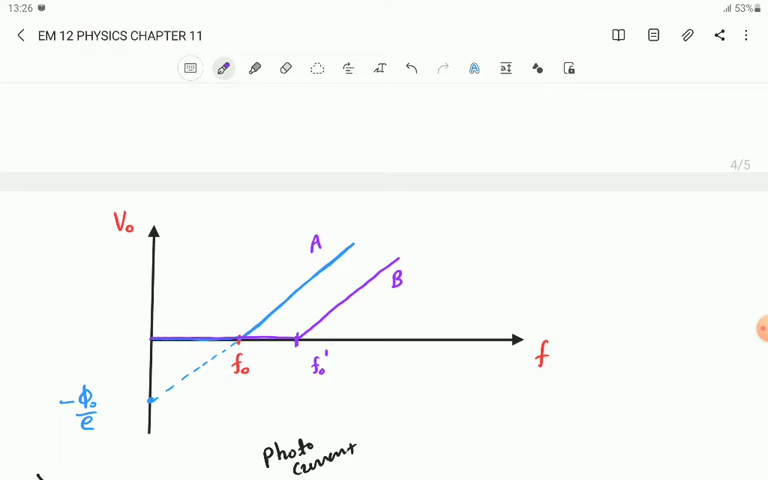 13:26 53%
EM 12 PHYSICS CHAPTER 11
4/5
V₀
A
B
f₀ f₀'
f
-Φ₀/e
Photo
current